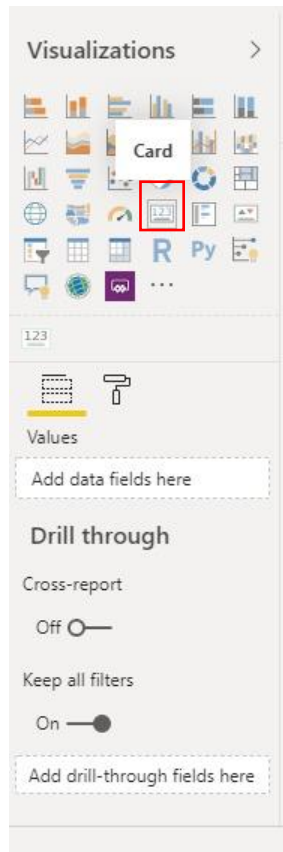 Visualizations
Card
123
R Py
123
Values
Add data fields here
Drill through
Cross-report
Off
Keep all filters
On
Add drill-through fields here